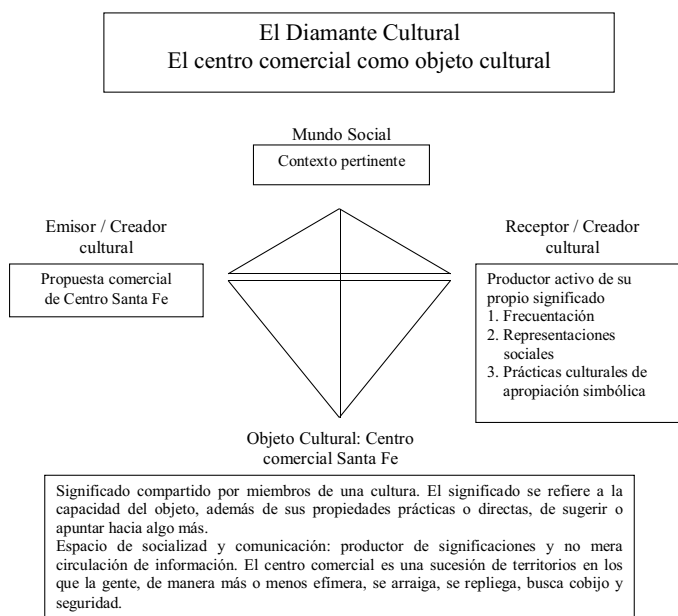 El Diamante Cultural
El centro comercial como objeto cultural
Mundo Social
Contexto pertinente
Emisor / Creador
cultural
Propuesta comercial
de Centro Santa Fe
Receptor / Creador
cultural
Productor activo de su
propio significado
1. Frecuentación
2. Representaciones
sociales
3. Prácticas culturales de
apropiación simbólica
Objeto Cultural: Centro
comercial Santa Fe
Significado compartido por miembros de una cultura. El significado se refiere a la
capacidad del objeto, además de sus propiedades prácticas o directas, de sugerir o
apuntar hacia algo más.
Espacio de socializad y comunicación: productor de significaciones y no mera
circulación de información. El centro comercial es una sucesión de territorios en los
que la gente, de manera más o menos efímera, se arraiga, se repliega, busca cobijo y
seguridad.